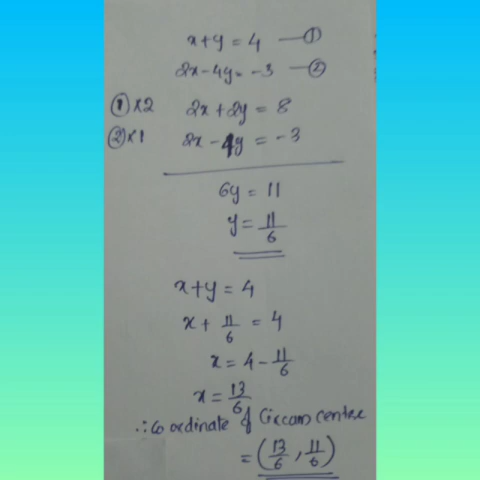 x+y = 4 —①
2x-4y = -3 —②
①×2 2x+2y = 8
②×1 2x-4y = -3
6y = 11
y = 11/6
x+y = 4
x + 11/6 = 4
x = 4 - 11/6
x = 13/6
∴ Co ordinate of Circum centre
= (13/6, 11/6)